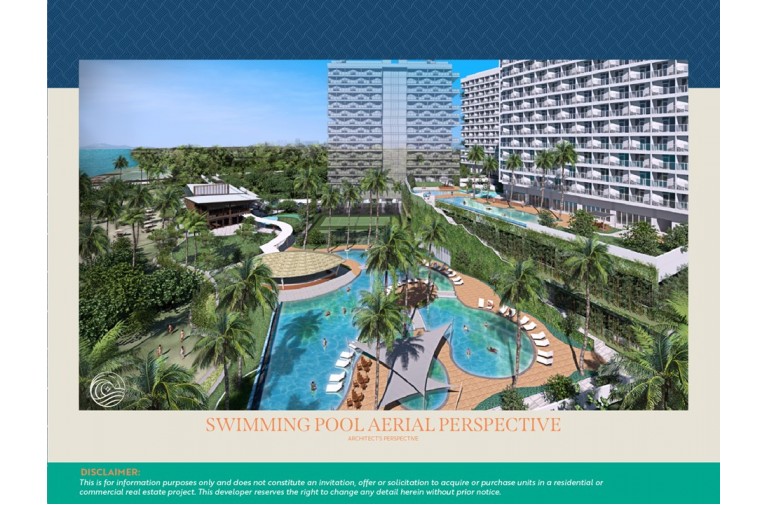 SWIMMING POOL AERIAL PERSPECTIVE
ARCHITECT'S PERSPECTIVE
DISCLAIMER:
This is for information purposes only and does not constitute an invitation, offer or solicitation to acquire or purchase units in a residential or
commercial real estate project. This developer reserves the right to change any detail herein without prior notice.